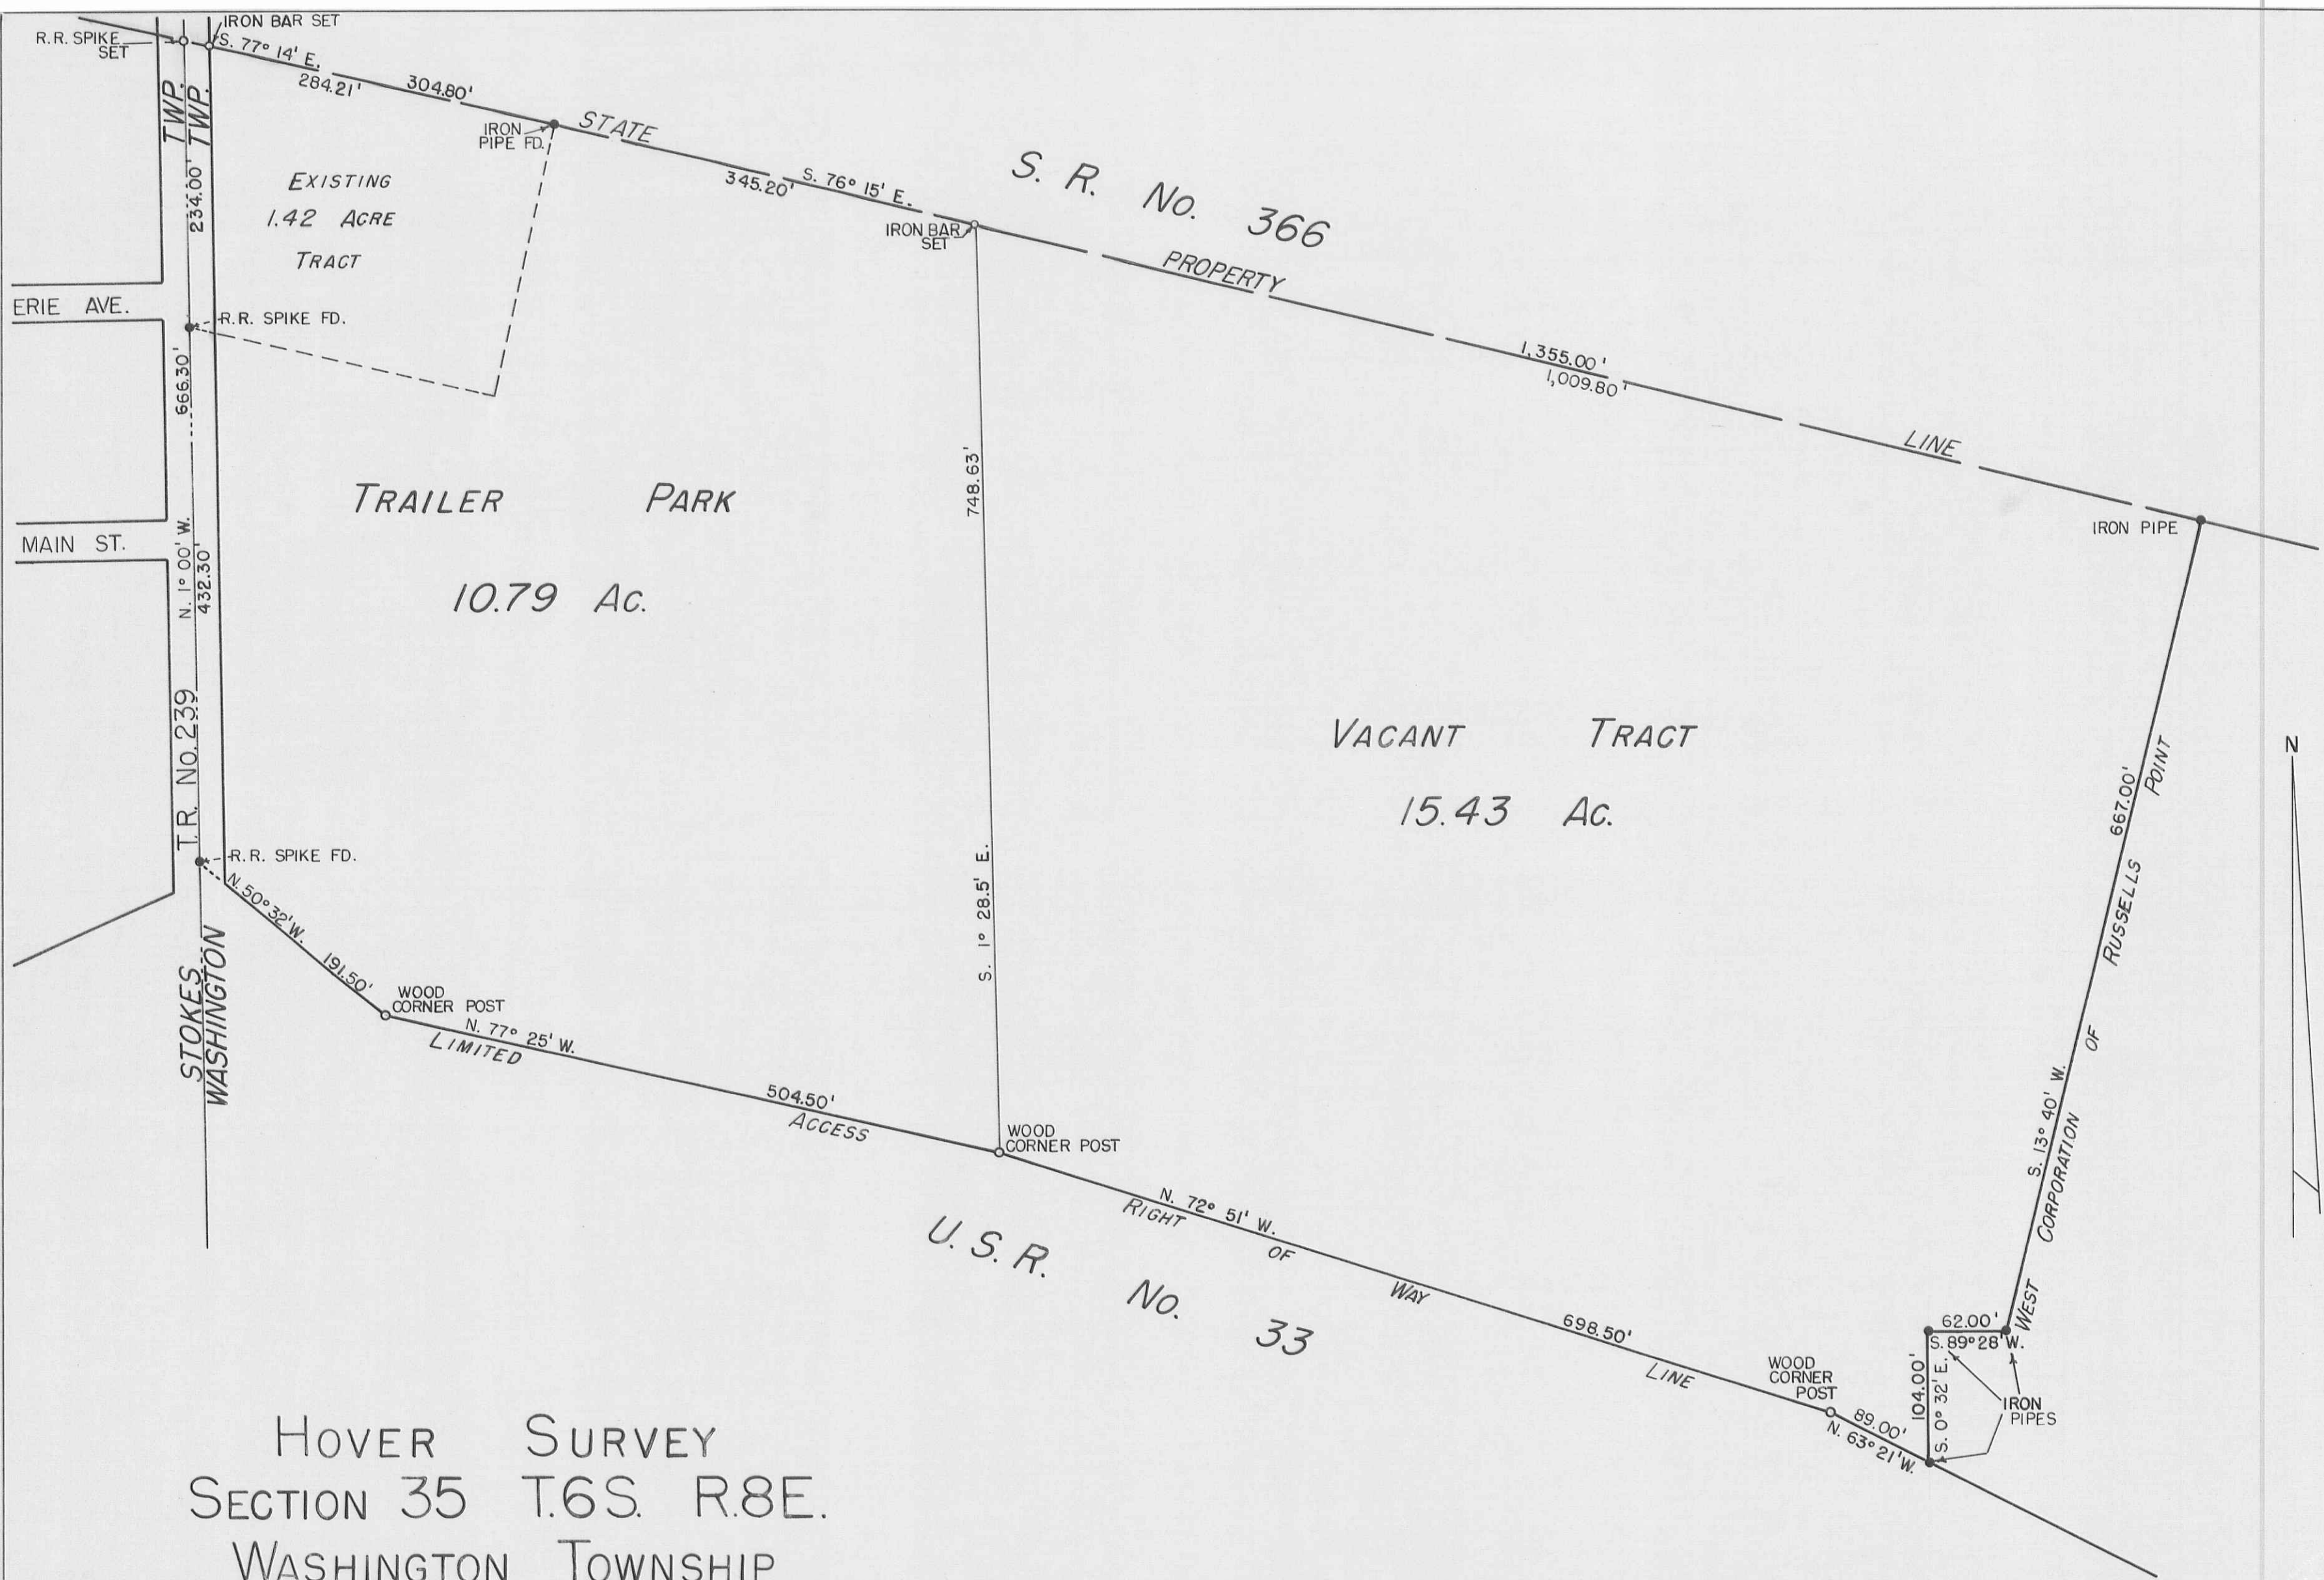 IRON BAR SET
R.R. SPIKE
SET
S. 77° 14' E.
284.21'
304.80'
TWP.
TWP.
234.00'
IRON
PIPE FD.
STATE
EXISTING
1.42 ACRE
TRACT
345.20'
S. 76° 15' E.
IRON BAR
SET
S. R. No. 366
PROPERTY
ERIE AVE.
R.R. SPIKE FD.
666.30'
1,355.00'
1,009.80'
LINE
IRON PIPE
TRAILER PARK
10.79 AC.
748.63'
S. 1° 28.5' E.
MAIN ST.
N. 1° 00' W.
432.30'
T.R. No. 239
VACANT TRACT
15.43 AC.
N
667.00'
S. 13° 40' W.
WEST CORPORATION OF RUSSELLS POINT
R.R. SPIKE FD.
N. 50° 32' W.
191.50'
STOKES
WASHINGTON
WOOD
CORNER POST
N. 77° 25' W.
504.50'
LIMITED ACCESS
WOOD
CORNER POST
N. 72° 51' W.
698.50'
RIGHT OF WAY LINE
U.S.R. No. 33
62.00'
S. 89° 28' W.
104.00'
S. 0° 32' E.
IRON
PIPES
WOOD
CORNER
POST
89.00'
N. 63° 21' W.
HOVER SURVEY
SECTION 35 T.6S. R.8E.
WASHINGTON TOWNSHIP